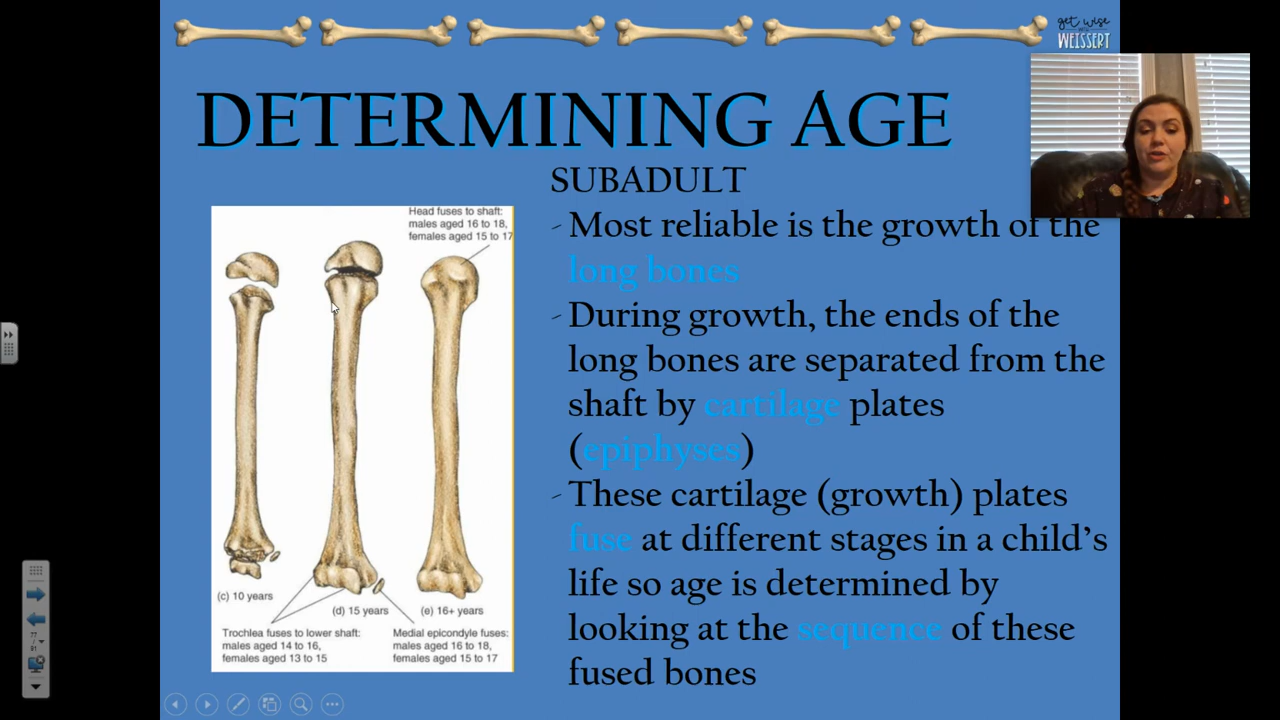 get wise
WEISSERT
DETERMINING AGE
SUBADULT
- Most reliable is the growth of the
long bones
- During growth, the ends of the
long bones are separated from the
shaft by cartilage plates
(epiphyses)
- These cartilage (growth) plates
fuse at different stages in a child's
life so age is determined by
looking at the sequence of these
fused bones
Head fuses to shaft:
males aged 16 to 18,
females aged 15 to 17
(c) 10 years
(d) 15 years
(e) 16+ years
Trochlea fuses to lower shaft:
males aged 14 to 16,
females aged 13 to 15
Medial epicondyle fuses:
males aged 16 to 18,
females aged 15 to 17